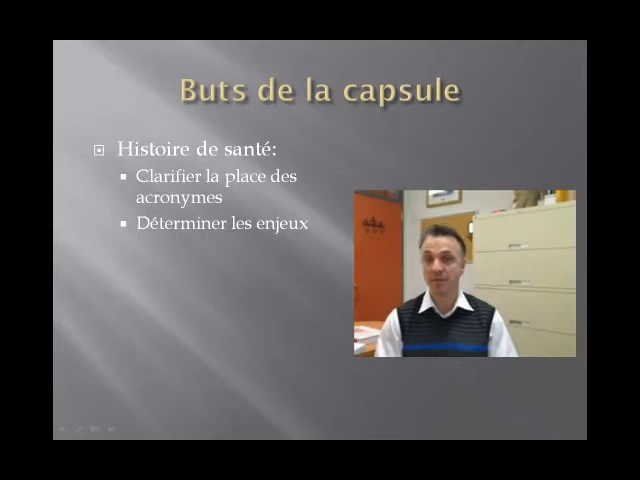 Buts de la capsule
Histoire de santé:
Clarifier la place des
acronymes
Déterminer les enjeux